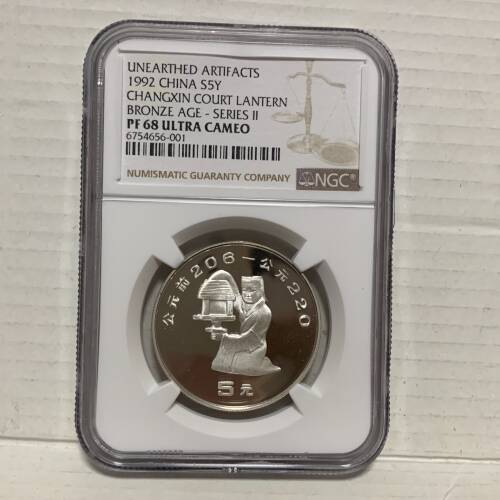 UNEARTHED ARTIFACTS
1992 CHINA S5Y
CHANGXIN COURT LANTERN
BRONZE AGE - SERIES II
PF 68 ULTRA CAMEO
6754656-001
NUMISMATIC GUARANTY COMPANY
NGC®
公元前206-公元220
5元